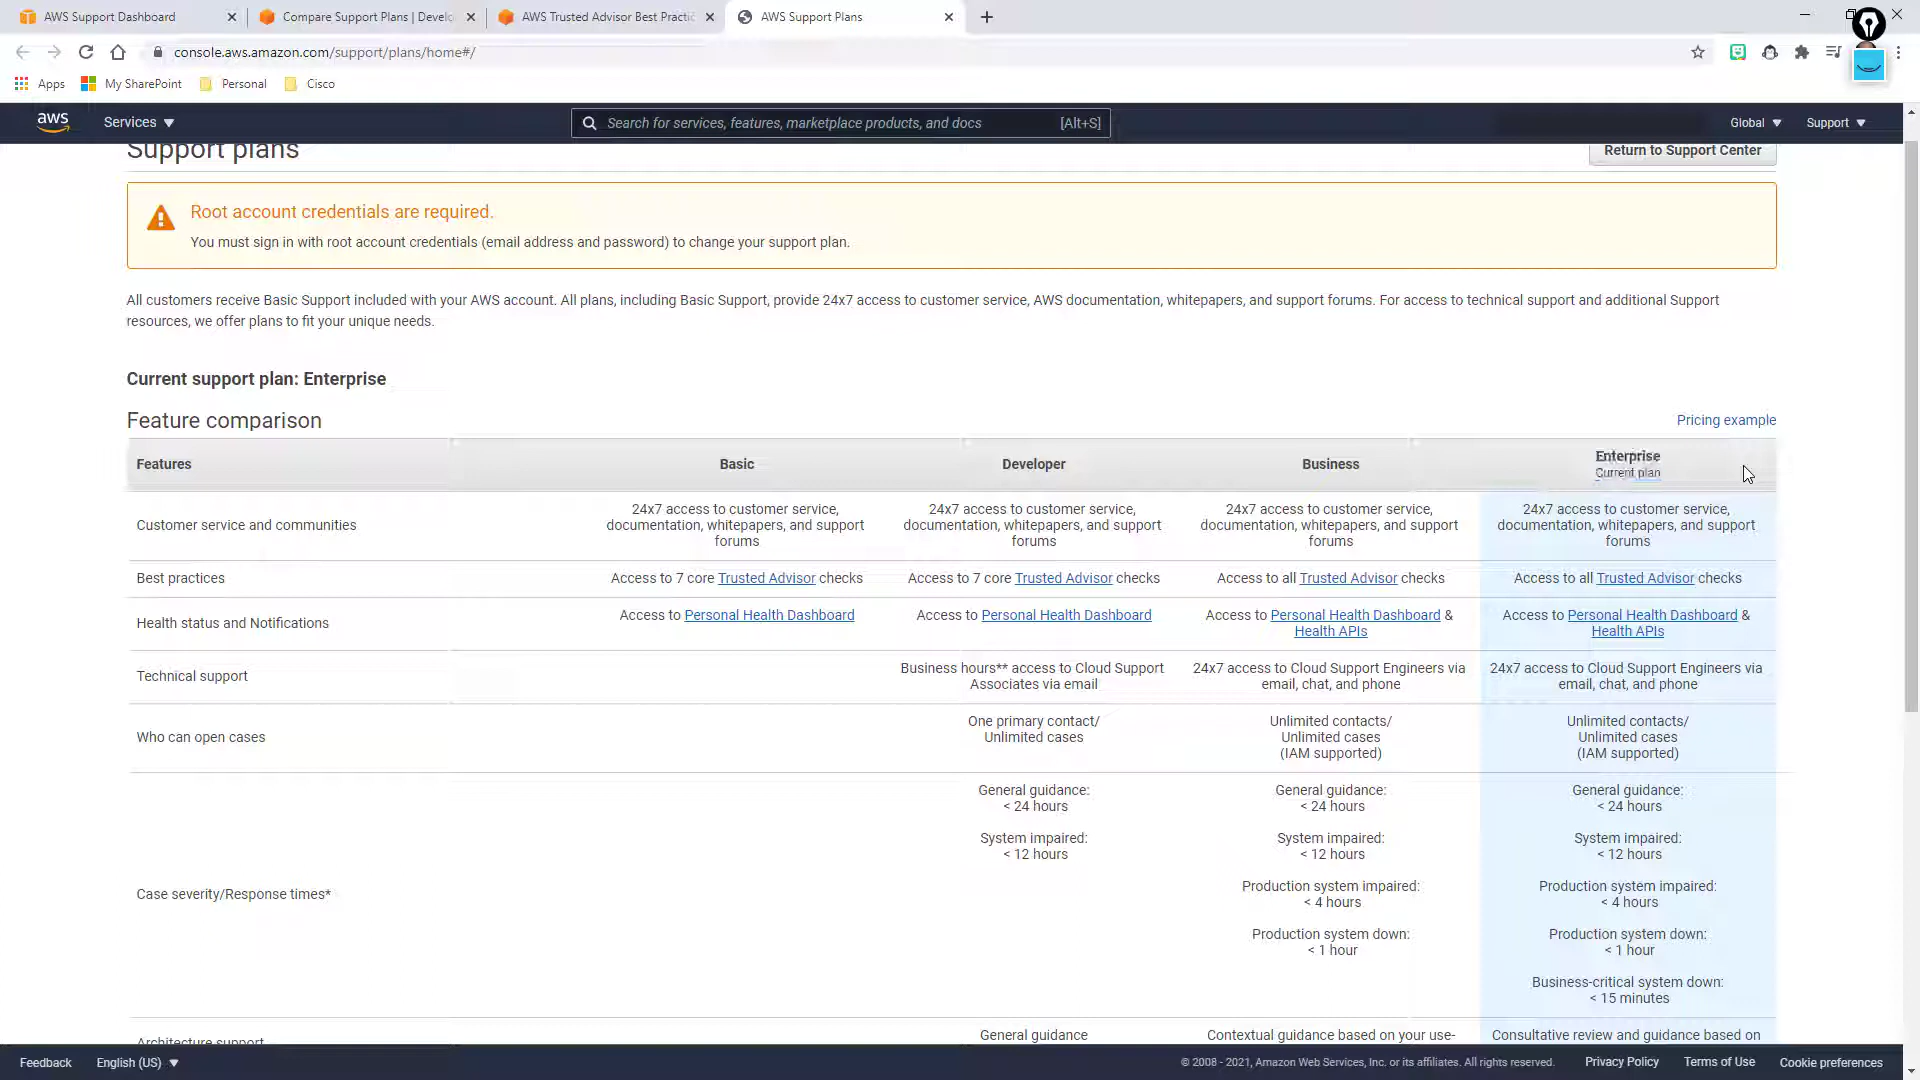 AWS Support Dashboard
Compare Support Plans | Develo
AWS Trusted Advisor Best Practic
AWS Support Plans
console.aws.amazon.com/support/plans/home#/
Apps
My SharePoint
Personal
Cisco
aws
Services
Search for services, features, marketplace products, and docs
[Alt+S]
Global
Support
Support plans
Return to Support Center
Root account credentials are required.
You must sign in with root account credentials (email address and password) to change your support plan.
All customers receive Basic Support included with your AWS account. All plans, including Basic Support, provide 24x7 access to customer service, AWS documentation, whitepapers, and support forums. For access to technical support and additional Support
resources, we offer plans to fit your unique needs.
Current support plan: Enterprise
Feature comparison
Pricing example
Features
Basic
Developer
Business
Enterprise
Current plan
Customer service and communities
24x7 access to customer service,
documentation, whitepapers, and support
forums
24x7 access to customer service,
documentation, whitepapers, and support
forums
24x7 access to customer service,
documentation, whitepapers, and support
forums
24x7 access to customer service,
documentation, whitepapers, and support
forums
Best practices
Access to 7 core Trusted Advisor checks
Access to 7 core Trusted Advisor checks
Access to all Trusted Advisor checks
Access to all Trusted Advisor checks
Health status and Notifications
Access to Personal Health Dashboard
Access to Personal Health Dashboard
Access to Personal Health Dashboard &
Health APIs
Access to Personal Health Dashboard &
Health APIs
Technical support
Business hours** access to Cloud Support
Associates via email
24x7 access to Cloud Support Engineers via
email, chat, and phone
24x7 access to Cloud Support Engineers via
email, chat, and phone
Who can open cases
One primary contact/
Unlimited cases
Unlimited contacts/
Unlimited cases
(IAM supported)
Unlimited contacts/
Unlimited cases
(IAM supported)
Case severity/Response times*
General guidance:
< 24 hours
System impaired:
< 12 hours
General guidance:
< 24 hours
System impaired:
< 12 hours
Production system impaired:
< 4 hours
Production system down:
< 1 hour
General guidance:
< 24 hours
System impaired:
< 12 hours
Production system impaired:
< 4 hours
Production system down:
< 1 hour
Business-critical system down:
< 15 minutes
Architecture support
General guidance
Contextual guidance based on your use-
Consultative review and guidance based on
Feedback
English (US)
© 2008 - 2021, Amazon Web Services, Inc. or its affiliates. All rights reserved.
Privacy Policy
Terms of Use
Cookie preferences